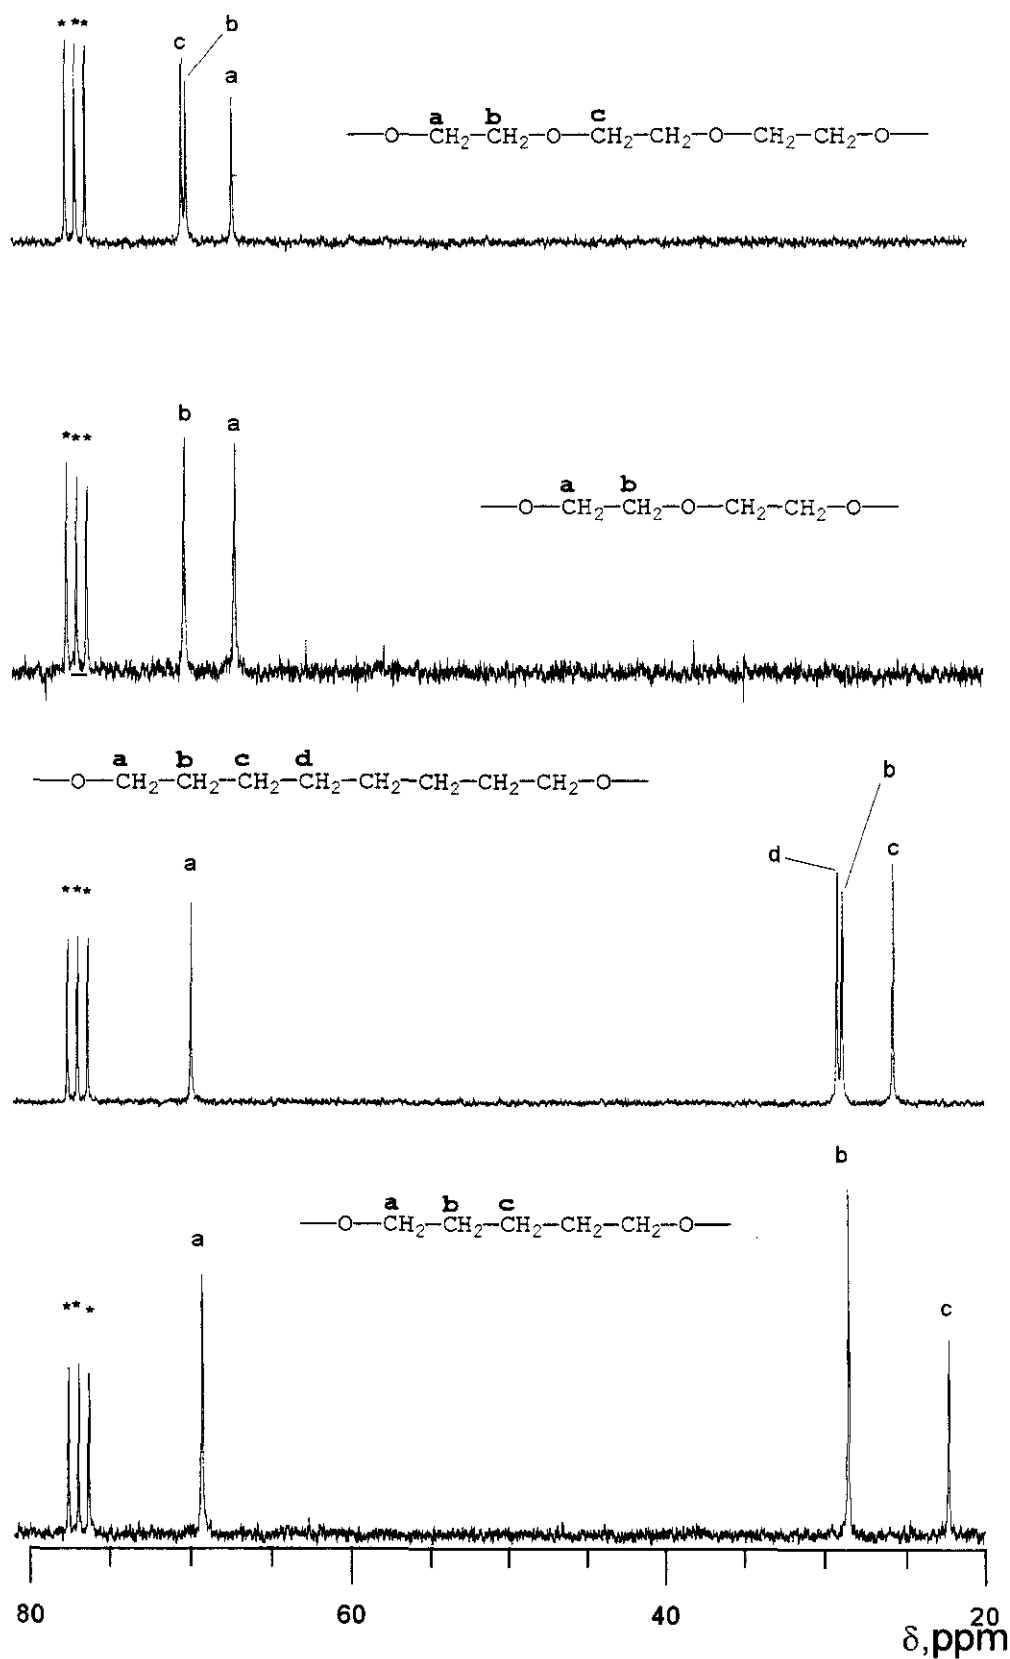 * **
b
c
a
a b c
—O—CH₂—CH₂—O—CH₂—CH₂—O—CH₂—CH₂—O—
b
a
***
a b
—O—CH₂—CH₂—O—CH₂—CH₂—O—
a b c d
—O—CH₂—CH₂—CH₂—CH₂—CH₂—CH₂—CH₂—CH₂—O—
b
d
c
a
***
b
a b c
—O—CH₂—CH₂—CH₂—CH₂—CH₂—O—
a
** *
c
80 60 40 20
δ,ppm